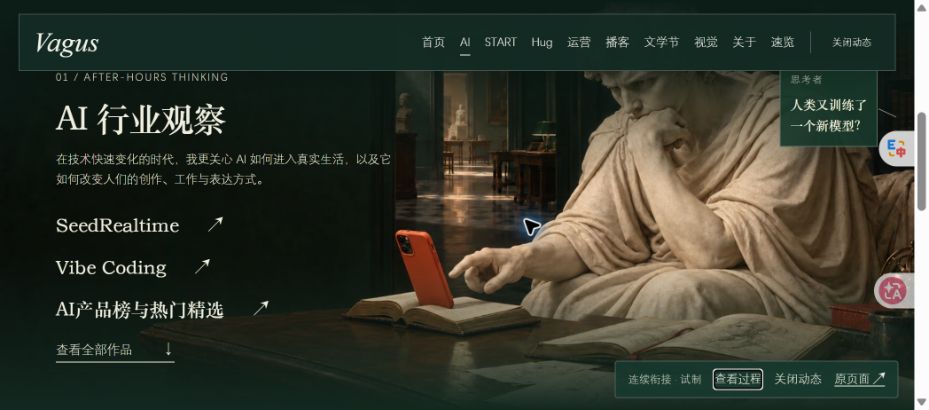 Vagus
首页 AI START Hug 运营 播客 文学节 视觉 关于 速览 关闭动态
01 / AFTER-HOURS THINKING
AI 行业观察
在技术快速变化的时代，我更关心 AI 如何进入真实生活，以及它
如何改变人们的创作、工作与表达方式。
SeedRealtime ↗
Vibe Coding ↗
AI产品榜与热门精选 ↗
查看全部作品 ↓
思考者
人类又训练了
一个新模型？
连续衔接 · 试制 查看过程 关闭动态 原页面 ↗